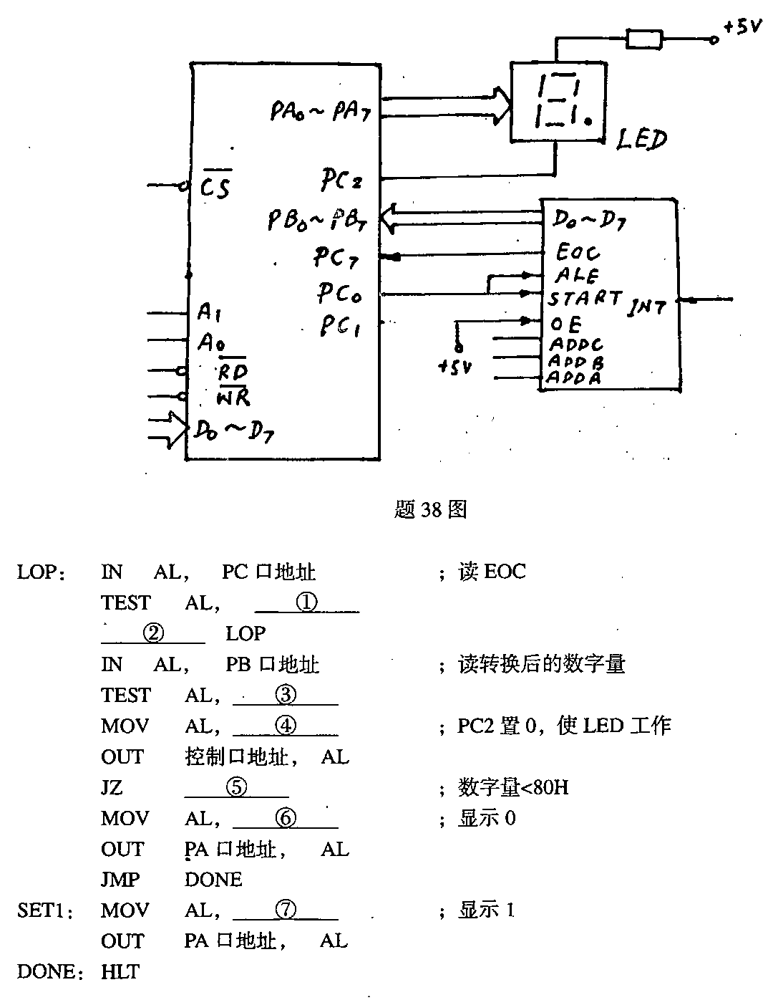 +5V
PA0~PA7
LED
CS
PC2
PB0~PB7
D0~D7
PC7
EOC
ALE
PC0
START
INT
A1
PC1
OE
A0
ADDC
+5V
ADDB
RD
ADDA
WR
D0~D7
题 38 图
LOP: IN AL, PC 口地址 ; 读 EOC
TEST AL, ①
② LOP
IN AL, PB 口地址 ; 读转换后的数字量
TEST AL, ③
MOV AL, ④ ; PC2 置 0, 使 LED 工作
OUT 控制口地址, AL
JZ ⑤ ; 数字量<80H
MOV AL, ⑥ ; 显示 0
OUT PA 口地址, AL
JMP DONE
SET1: MOV AL, ⑦ ; 显示 1
OUT PA 口地址, AL
DONE: HLT